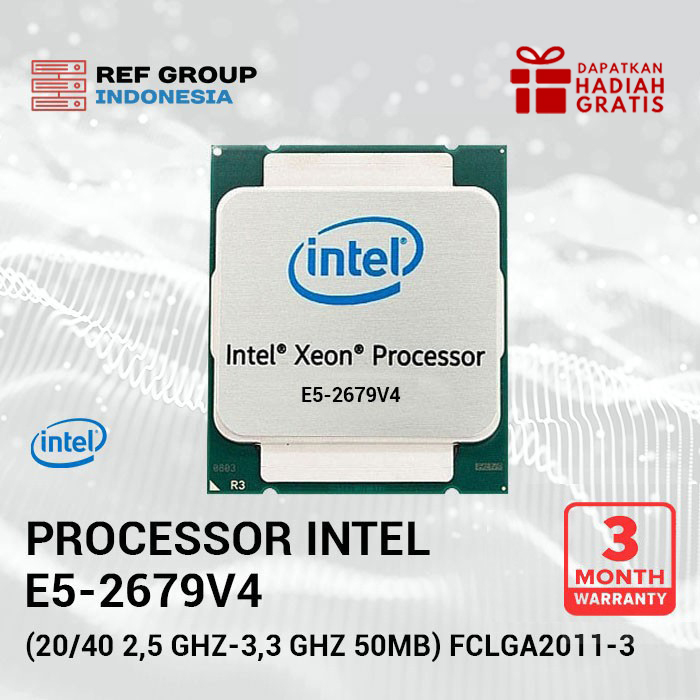 REF GROUP
INDONESIA
DAPATKAN
HADIAH
GRATIS
intel®
Intel® Xeon® Processor
E5-2679V4
0803
R3
intel
PROCESSOR INTEL
E5-2679V4
(20/40 2,5 GHZ-3,3 GHZ 50MB) FCLGA2011-3
3
MONTH
WARRANTY